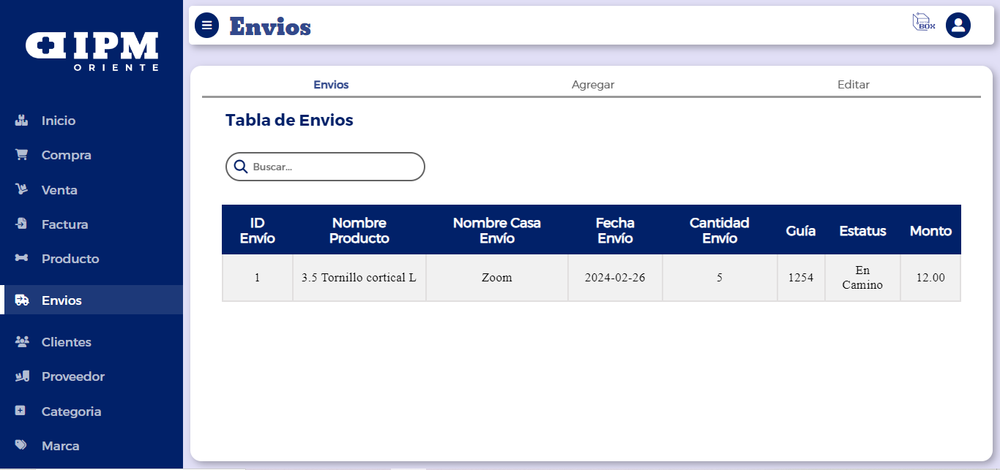 IPM
ORIENTE
Inicio
Compra
Venta
Factura
Producto
Envios
Clientes
Proveedor
Categoria
Marca
Envios
BOX
Envios Agregar Editar
Tabla de Envios
Buscar...
ID Envío Nombre Producto Nombre Casa Envío Fecha Envío Cantidad Envío Guía Estatus Monto
1 3.5 Tornillo cortical L Zoom 2024-02-26 5 1254 En Camino 12.00